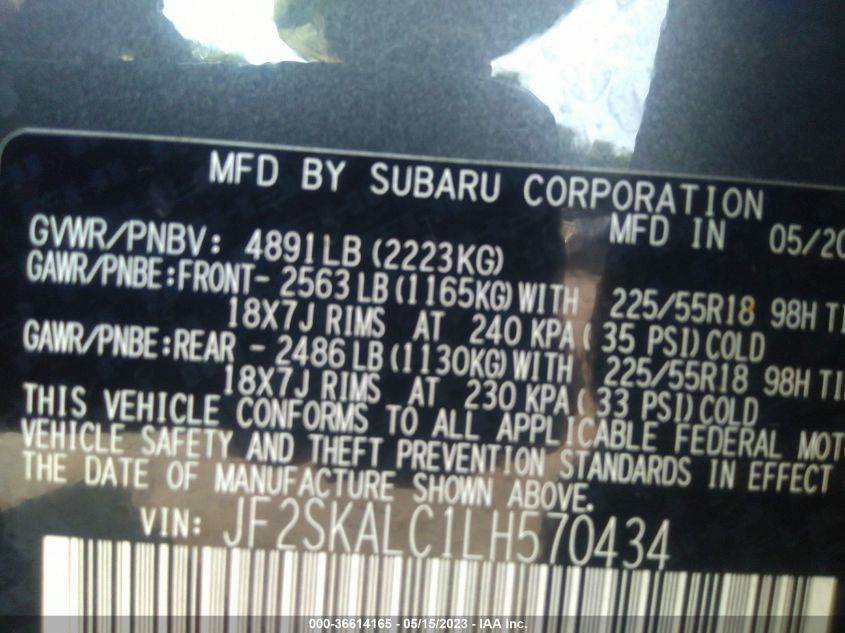 MFD BY SUBARU CORPORATION
GVWR/PNBV: 4891LB (2223KG) MFD IN 05/20
GAWR/PNBE:FRONT- 2563 LB(1165KG)WITH 225/55R18 98H TI
18X7J RIMS AT 240 KPA( 35 PSI)COLD
GAWR/PNBE:REAR - 2486 LB(1130KG)WITH 225/55R18 98H TI
18X7J RIMS AT 230 KPA( 33 PSI)COLD
THIS VEHICLE CONFORMS TO ALL APPLICABLE FEDERAL MOT
VEHICLE SAFETY AND THEFT PREVENTION STANDARDS IN EFFECT
THE DATE OF MANUFACTURE SHOWN ABOVE.
VIN: JF2SKALC1LH570434
000-36614165 - 05/15/2023 - IAA Inc.